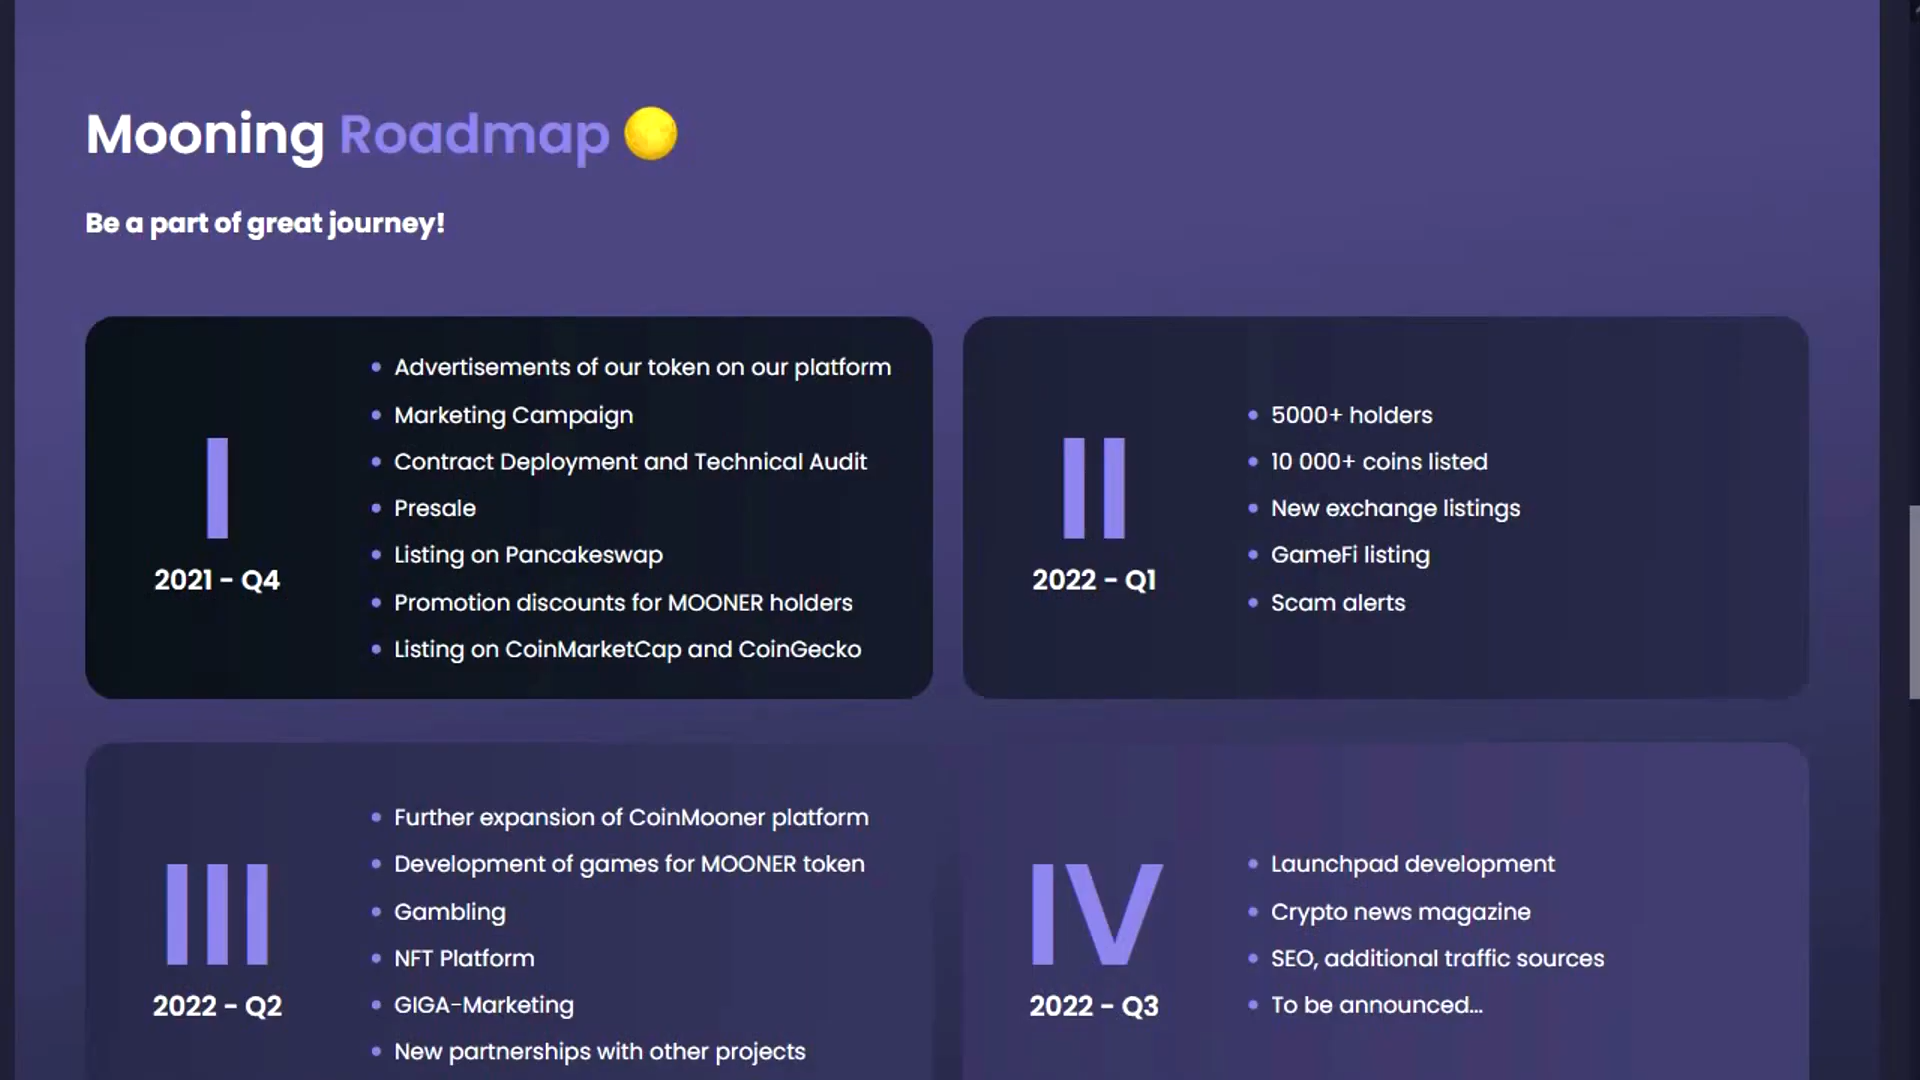 Mooning Roadmap
Be a part of great journey!
I
2021 - Q4
Advertisements of our token on our platform
Marketing Campaign
Contract Deployment and Technical Audit
Presale
Listing on Pancakeswap
Promotion discounts for MOONER holders
Listing on CoinMarketCap and CoinGecko
II
2022 - Q1
5000+ holders
10 000+ coins listed
New exchange listings
GameFi listing
Scam alerts
III
2022 - Q2
Further expansion of CoinMooner platform
Development of games for MOONER token
Gambling
NFT Platform
GIGA-Marketing
New partnerships with other projects
IV
2022 - Q3
Launchpad development
Crypto news magazine
SEO, additional traffic sources
To be announced...